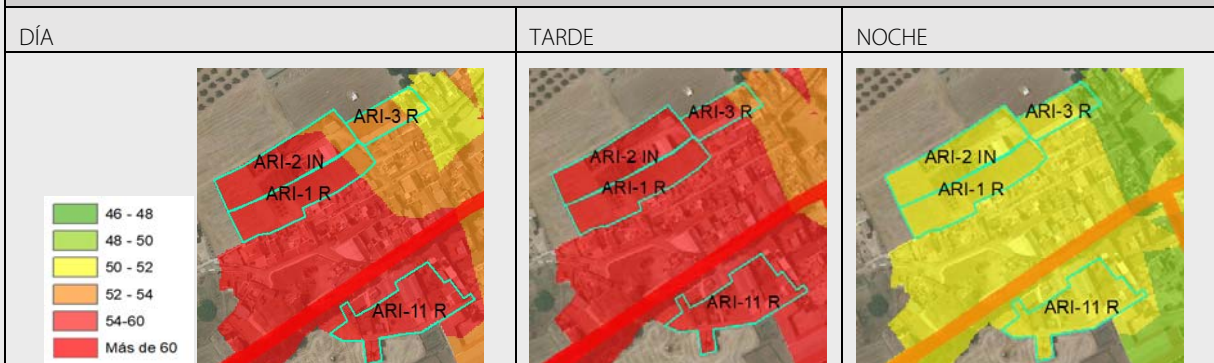 DÍA
TARDE
NOCHE
46 - 48
48 - 50
50 - 52
52 - 54
54-60
Más de 60
ARI-3 R
ARI-2 IN
ARI-1 R
ARI-11 R
ARI-3 R
ARI-2 IN
ARI-1 R
ARI-11 R
ARI-3 R
ARI-2 IN
ARI-1 R
ARI-11 R